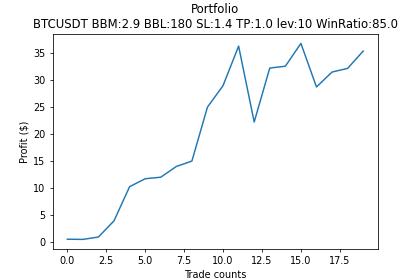 Portfolio
BTCUSDT BBM:2.9 BBL:180 SL:1.4 TP:1.0 lev:10 WinRatio:85.0
35
30
25
20
15
10
5
0
Profit ($)
0.0 2.5 5.0 7.5 10.0 12.5 15.0 17.5
Trade counts